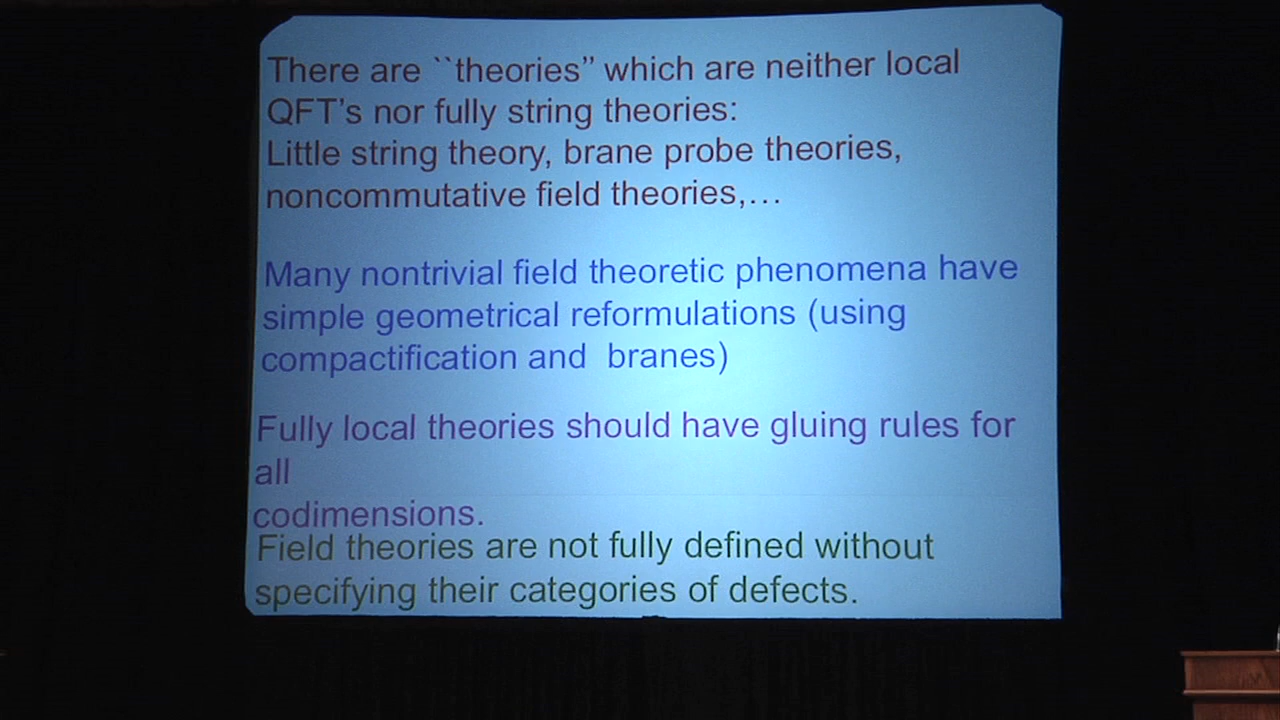 There are ``theories” which are neither local
QFT’s nor fully string theories:
Little string theory, brane probe theories,
noncommutative field theories,…
Many nontrivial field theoretic phenomena have
simple geometrical reformulations (using
compactification and  branes)
Fully local theories should have gluing rules for
all
codimensions.
Field theories are not fully defined without
specifying their categories of defects.